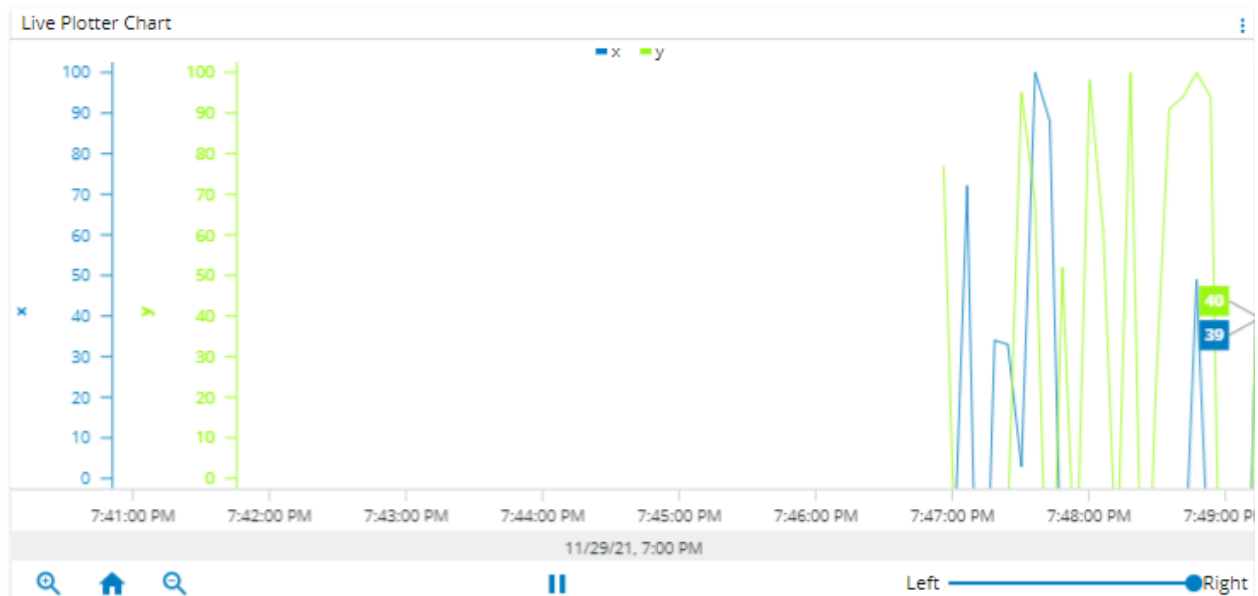 Live Plotter Chart
x y
100 100
90 90
80 80
70 70
60 60
50 50
x 40 y 40
30 30
20 20
10 10
0 0
40
39
7:41:00 PM 7:42:00 PM 7:43:00 PM 7:44:00 PM 7:45:00 PM 7:46:00 PM 7:47:00 PM 7:48:00 PM 7:49:00 P
11/29/21, 7:00 PM
Left Right